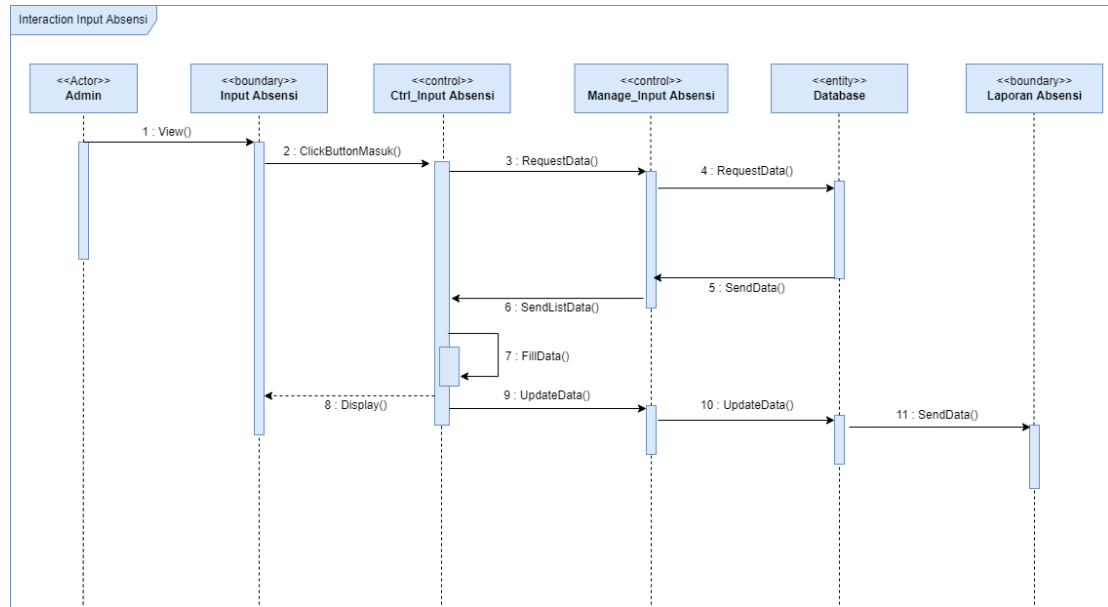 Interaction Input Absensi
<<Actor>>
Admin
<<boundary>>
Input Absensi
<<control>>
Ctrl_Input Absensi
<<control>>
Manage_Input Absensi
<<entity>>
Database
<<boundary>>
Laporan Absensi
1 : View()
2 : ClickButtonMasuk()
3 : RequestData()
4 : RequestData()
5 : SendData()
6 : SendListData()
7 : FillData()
8 : Display()
9 : UpdateData()
10 : UpdateData()
11 : SendData()